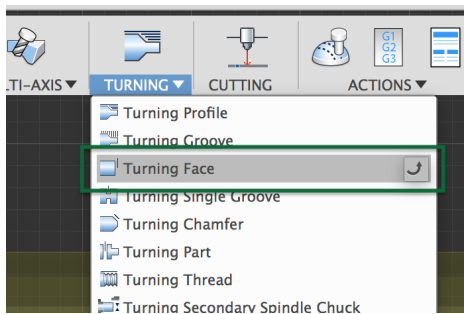 LTI-AXIS ▼
TURNING ▼
CUTTING
G1
G2
G3
ACTIONS ▼
Turning Profile
Turning Groove
Turning Face
Turning Single Groove
Turning Chamfer
Turning Part
Turning Thread
Turning Secondary Spindle Chuck